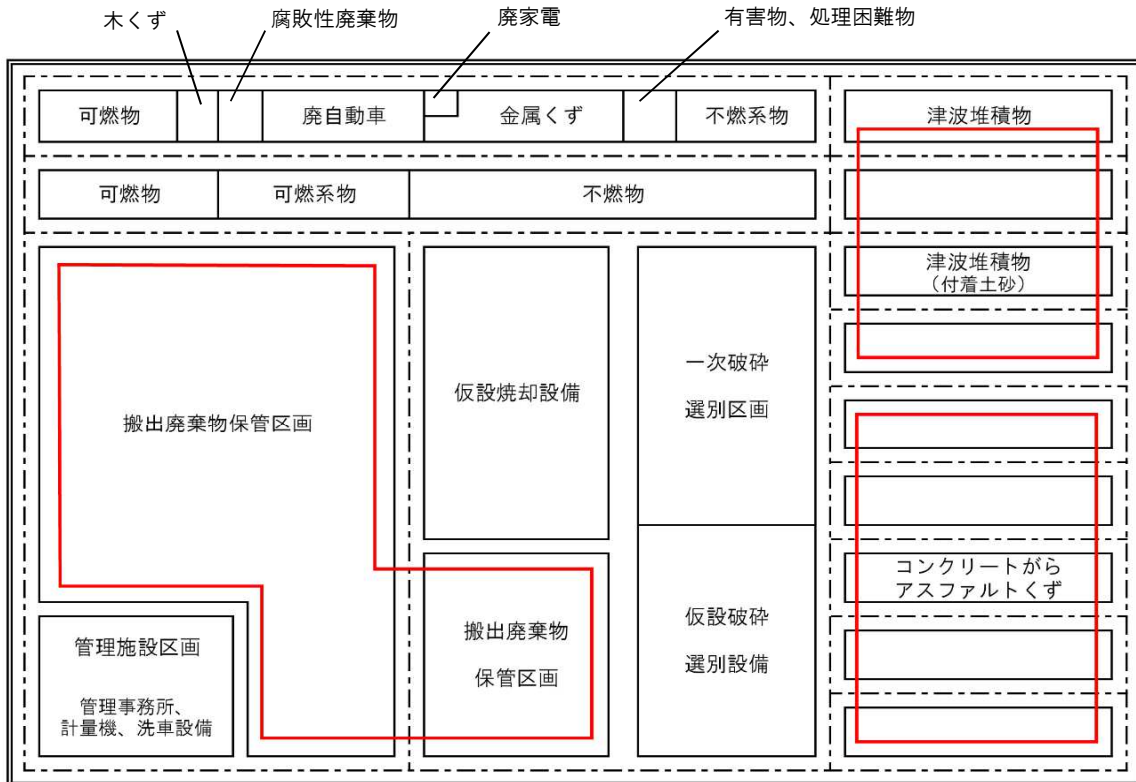 木くず
腐敗性廃棄物
廃家電
有害物、処理困難物
可燃物
廃自動車
金属くず
不燃系物
津波堆積物
可燃物
可燃系物
不燃物
津波堆積物
（付着土砂）
搬出廃棄物保管区画
仮設焼却設備
一次破砕
選別区画
コンクリートがら
アスファルトくず
搬出廃棄物
保管区画
仮設破砕
選別設備
管理施設区画
管理事務所、
計量機、洗車設備